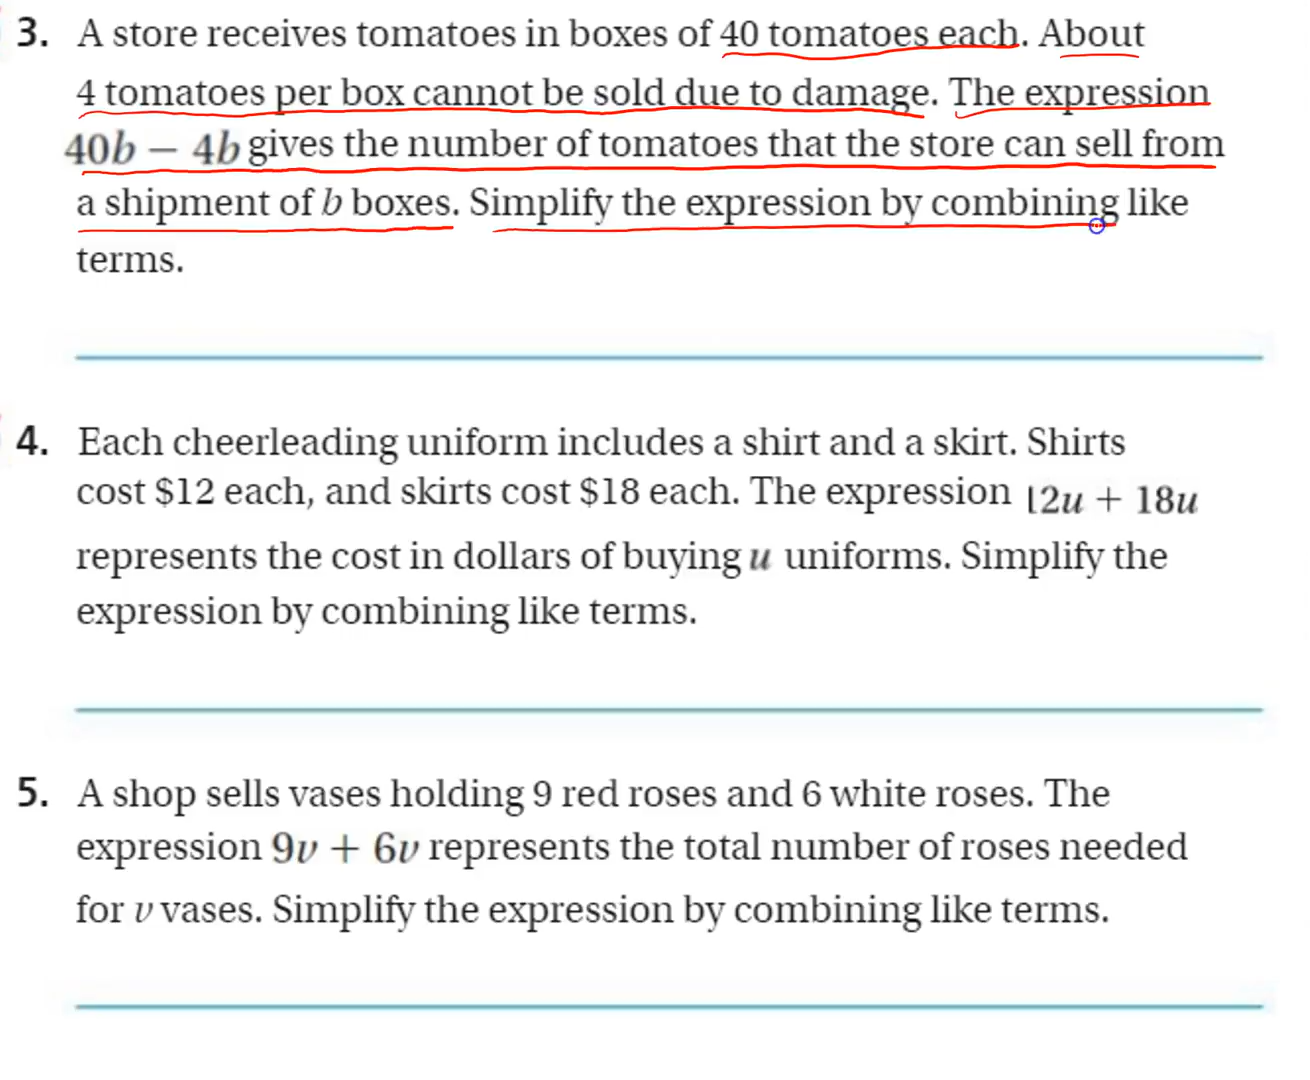 3. A store receives tomatoes in boxes of 40 tomatoes each. About
4 tomatoes per box cannot be sold due to damage. The expression
40b − 4b gives the number of tomatoes that the store can sell from
a shipment of b boxes. Simplify the expression by combining like
terms.
4. Each cheerleading uniform includes a shirt and a skirt. Shirts
cost $12 each, and skirts cost $18 each. The expression 12u + 18u
represents the cost in dollars of buying u uniforms. Simplify the
expression by combining like terms.
5. A shop sells vases holding 9 red roses and 6 white roses. The
expression 9v + 6v represents the total number of roses needed
for v vases. Simplify the expression by combining like terms.